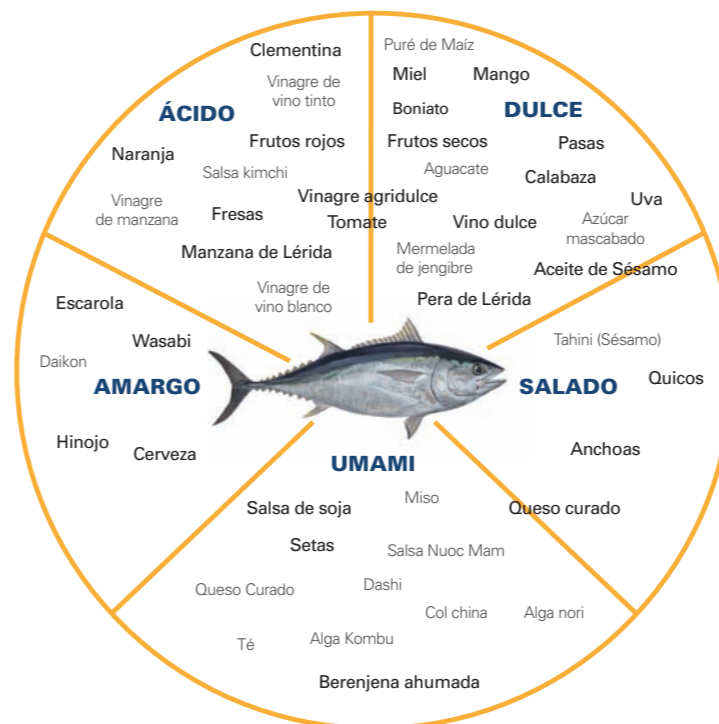 ÁCIDO
Clementina
Vinagre de
vino tinto
Frutos rojos
Naranja
Salsa kimchi
Vinagre
de manzana
Fresas
Vinagre agridulce
Tomate
Manzana de Lérida
Vinagre de
vino blanco
DULCE
Puré de Maíz
Miel
Mango
Boniato
Frutos secos
Pasas
Aguacate
Calabaza
Uva
Vino dulce
Azúcar
mascabado
Mermelada
de jengibre
Aceite de Sésamo
Pera de Lérida
AMARGO
Escarola
Wasabi
Daikon
Hinojo
Cerveza
SALADO
Tahini (Sésamo)
Quicos
Anchoas
Queso curado
UMAMI
Salsa de soja
Miso
Setas
Salsa Nuoc Mam
Queso Curado
Dashi
Col china
Alga nori
Té
Alga Kombu
Berenjena ahumada